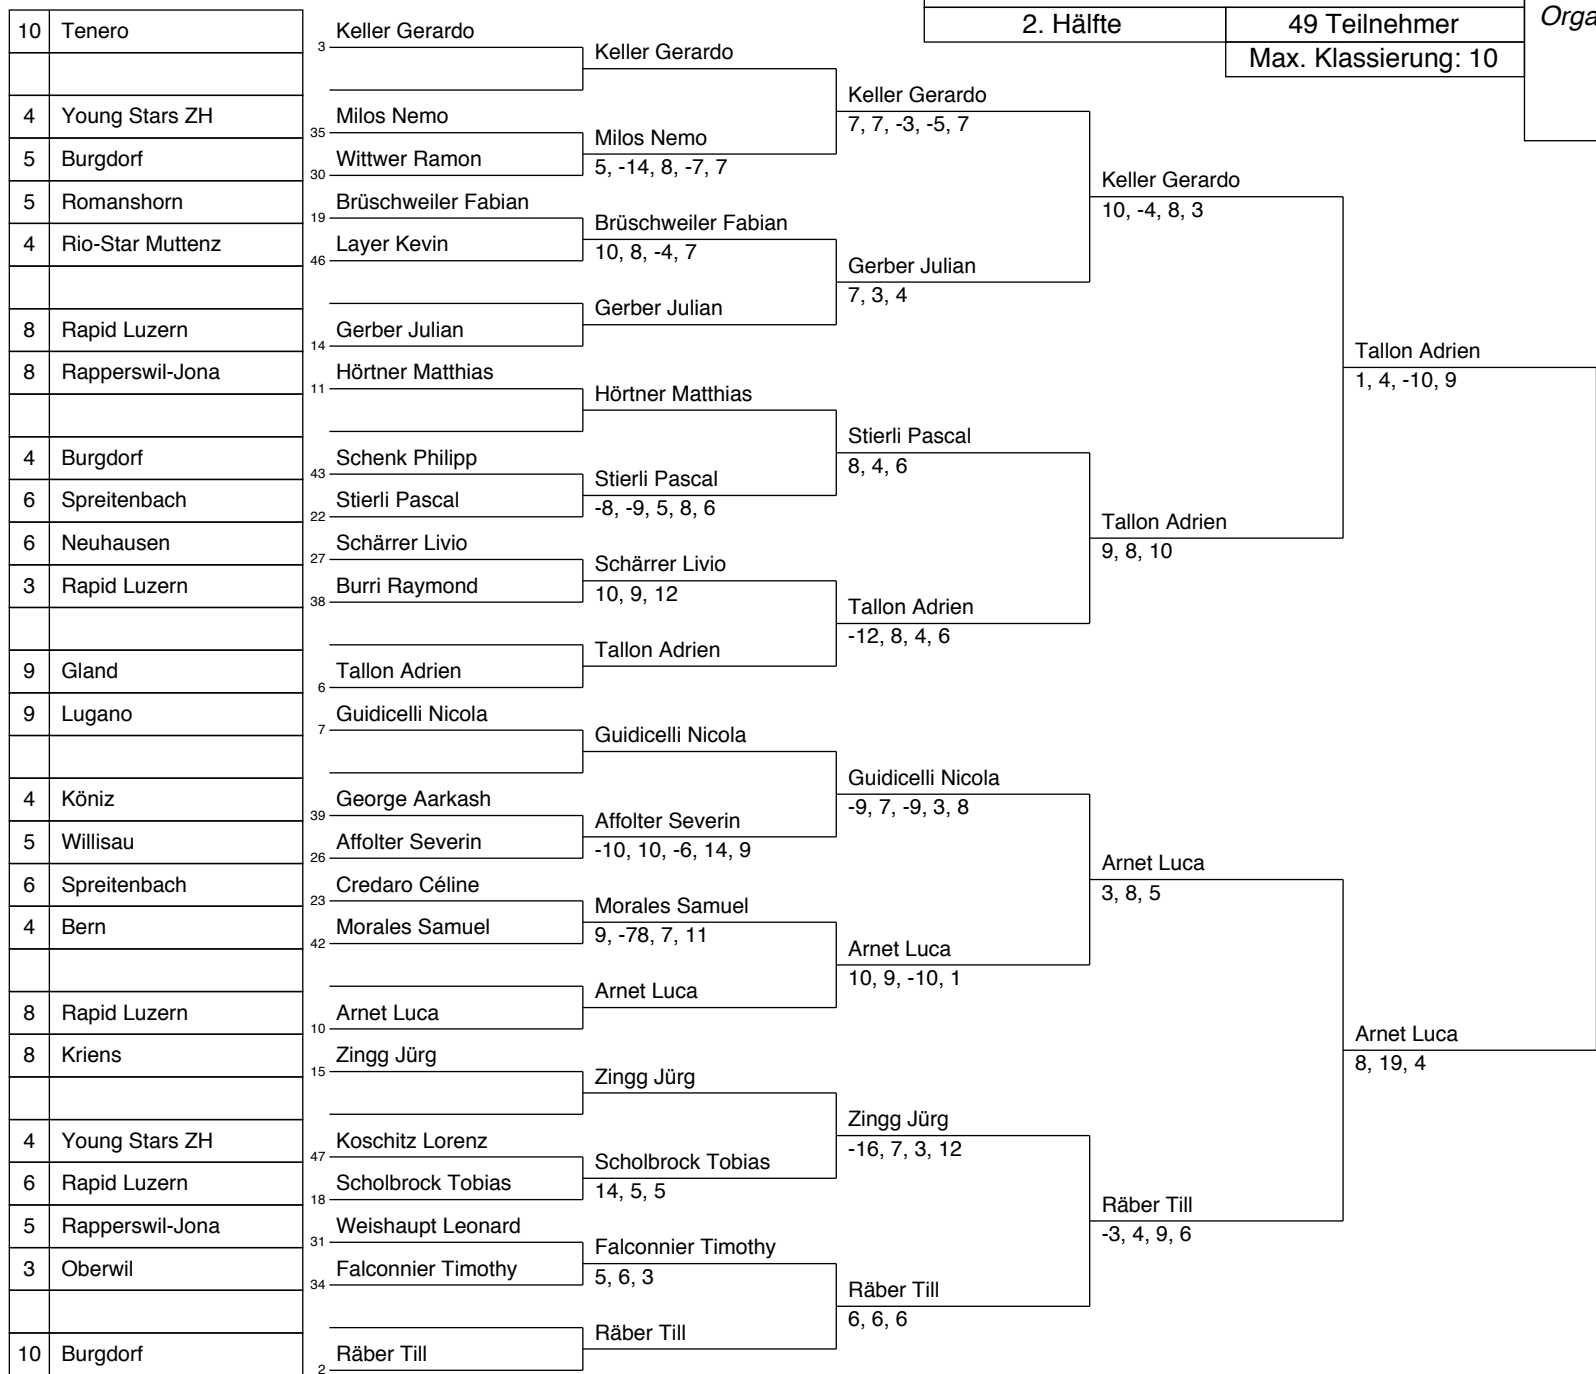 2. Hälfte
49 Teilnehmer
Orga
Max. Klassierung: 10
10 Tenero 3 Keller Gerardo
4 Young Stars ZH 35 Milos Nemo
5 Burgdorf 30 Wittwer Ramon
5 Romanshorn 19 Brüschweiler Fabian
4 Rio-Star Muttenz 46 Layer Kevin
8 Rapid Luzern 14 Gerber Julian
8 Rapperswil-Jona 11 Hörtner Matthias
4 Burgdorf 43 Schenk Philipp
6 Spreitenbach 22 Stierli Pascal
6 Neuhausen 27 Schärrer Livio
3 Rapid Luzern 38 Burri Raymond
9 Gland 6 Tallon Adrien
9 Lugano 7 Guidicelli Nicola
4 Köniz 39 George Aarkash
5 Willisau 26 Affolter Severin
6 Spreitenbach 23 Credaro Céline
4 Bern 42 Morales Samuel
8 Rapid Luzern 10 Arnet Luca
8 Kriens 15 Zingg Jürg
4 Young Stars ZH 47 Koschitz Lorenz
6 Rapid Luzern 18 Scholbrock Tobias
5 Rapperswil-Jona 31 Weishaupt Leonard
3 Oberwil 34 Falconnier Timothy
10 Burgdorf 2 Räber Till
Keller Gerardo
Milos Nemo
5, -14, 8, -7, 7
Brüschweiler Fabian
10, 8, -4, 7
Gerber Julian
Hörtner Matthias
Stierli Pascal
-8, -9, 5, 8, 6
Schärrer Livio
10, 9, 12
Tallon Adrien
Guidicelli Nicola
Affolter Severin
-10, 10, -6, 14, 9
Morales Samuel
9, -78, 7, 11
Arnet Luca
Zingg Jürg
Scholbrock Tobias
14, 5, 5
Falconnier Timothy
5, 6, 3
Räber Till
Keller Gerardo
7, 7, -3, -5, 7
Gerber Julian
7, 3, 4
Stierli Pascal
8, 4, 6
Tallon Adrien
-12, 8, 4, 6
Guidicelli Nicola
-9, 7, -9, 3, 8
Arnet Luca
10, 9, -10, 1
Zingg Jürg
-16, 7, 3, 12
Räber Till
6, 6, 6
Keller Gerardo
10, -4, 8, 3
Tallon Adrien
9, 8, 10
Arnet Luca
3, 8, 5
Räber Till
-3, 4, 9, 6
Tallon Adrien
1, 4, -10, 9
Arnet Luca
8, 19, 4